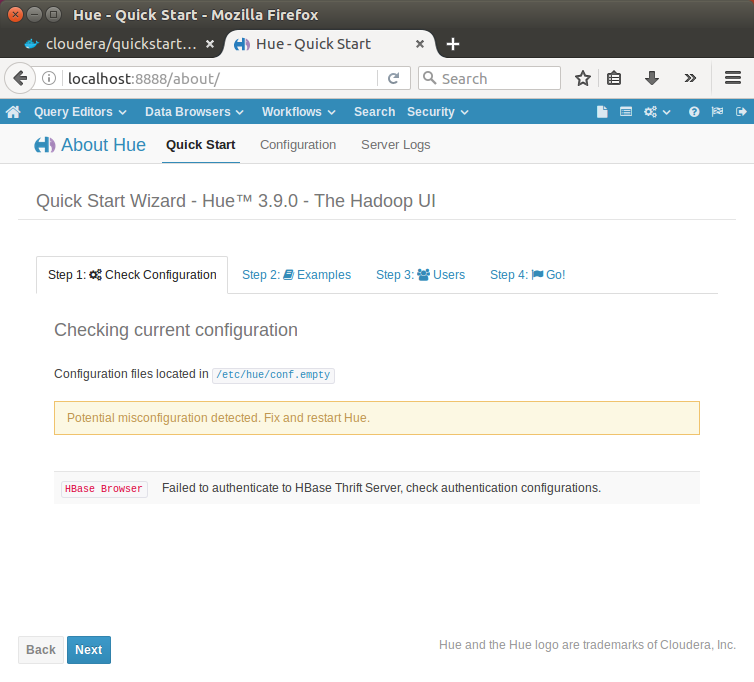 Hue - Quick Start - Mozilla Firefox
cloudera/quickstart... Hue - Quick Start
localhost:8888/about/ Search
Query Editors Data Browsers Workflows Search Security
About Hue Quick Start Configuration Server Logs
Quick Start Wizard - Hue™ 3.9.0 - The Hadoop UI
Step 1: Check Configuration Step 2: Examples Step 3: Users Step 4: Go!
Checking current configuration
Configuration files located in /etc/hue/conf.empty
Potential misconfiguration detected. Fix and restart Hue.
HBase Browser Failed to authenticate to HBase Thrift Server, check authentication configurations.
Back Next Hue and the Hue logo are trademarks of Cloudera, Inc.